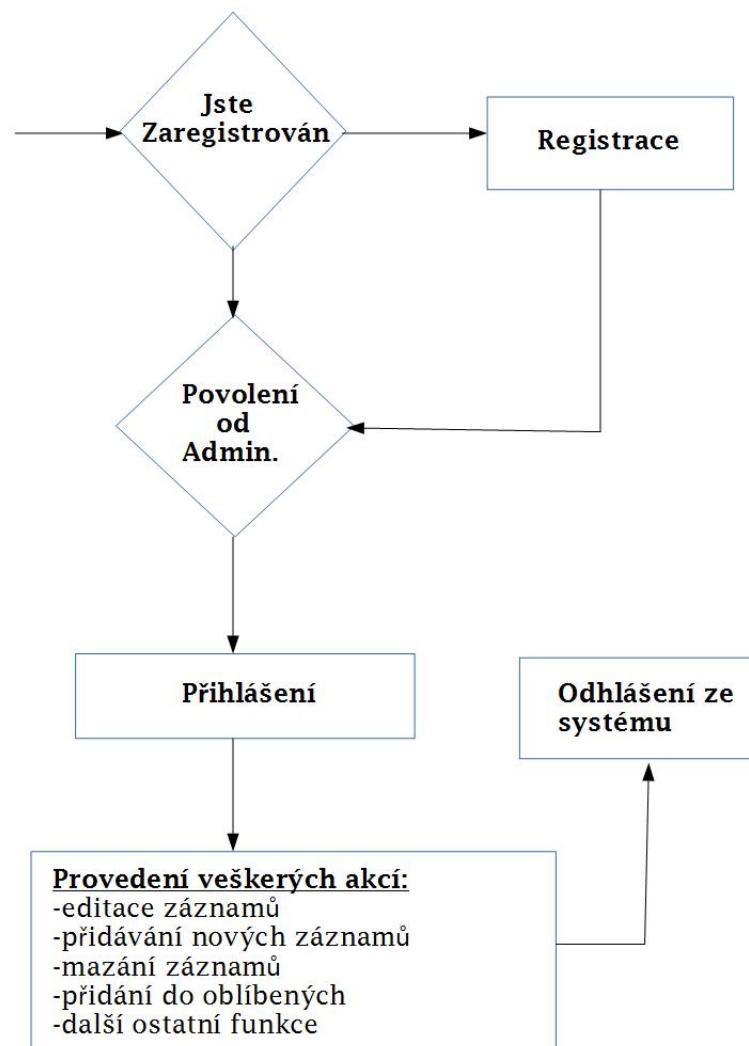 Jste
Zaregistrován
Registrace
Povolení
od
Admin.
Přihlášení
Odhlášení ze
systému
Provedení veškerých akcí:
-editace záznamů
-přidávání nových záznamů
-mazání záznamů
-přidání do oblíbených
-další ostatní funkce